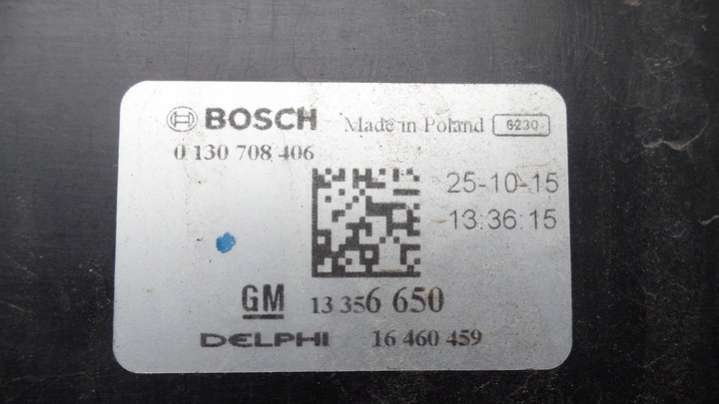 BOSCH Made in Poland 6230
0 130 708 406
25-10-15
13:36:15
GM 13 356 650
DELPHI 16 460 459